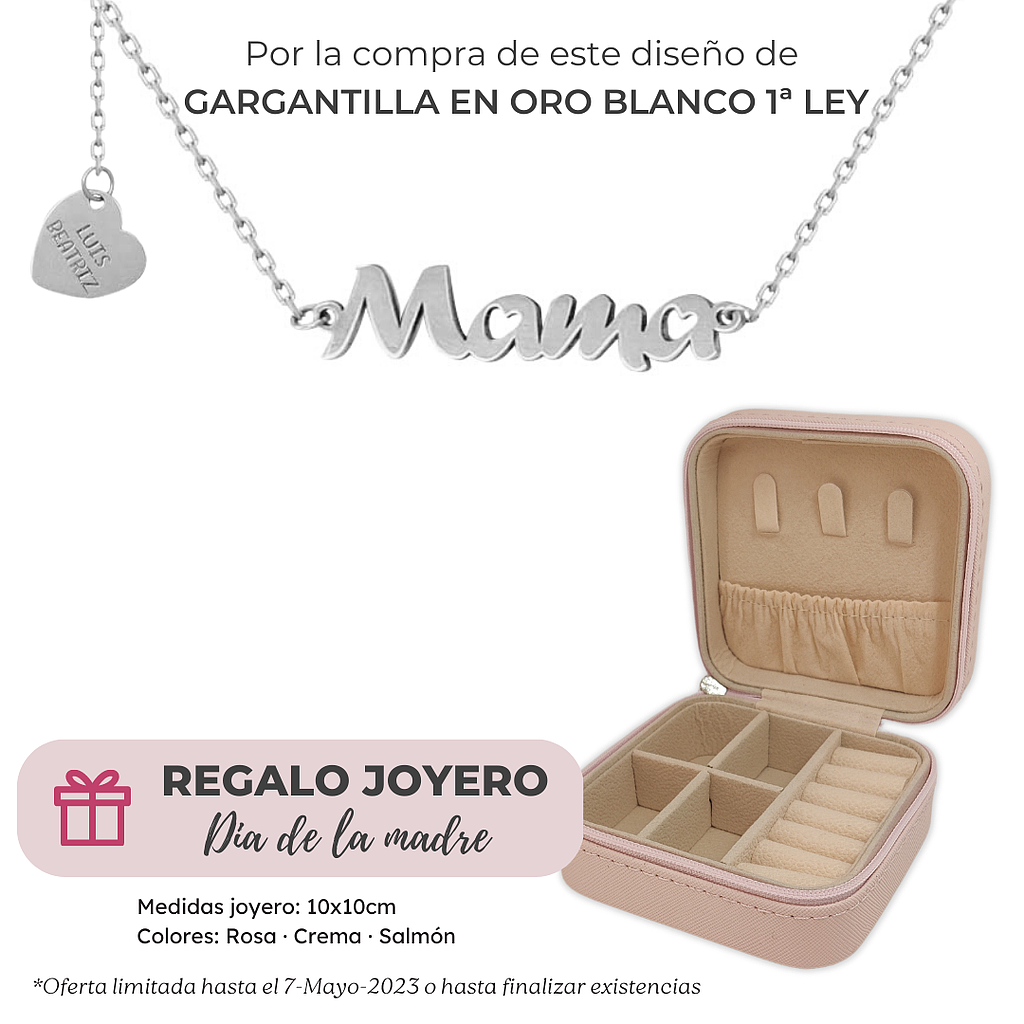 Por la compra de este diseño de
GARGANTILLA EN ORO BLANCO 1ª LEY
LUIS
BEATRIZ
Mama
REGALO JOYERO
Día de la madre
Medidas joyero: 10x10cm
Colores: Rosa · Crema · Salmón
*Oferta limitada hasta el 7-Mayo-2023 o hasta finalizar existencias